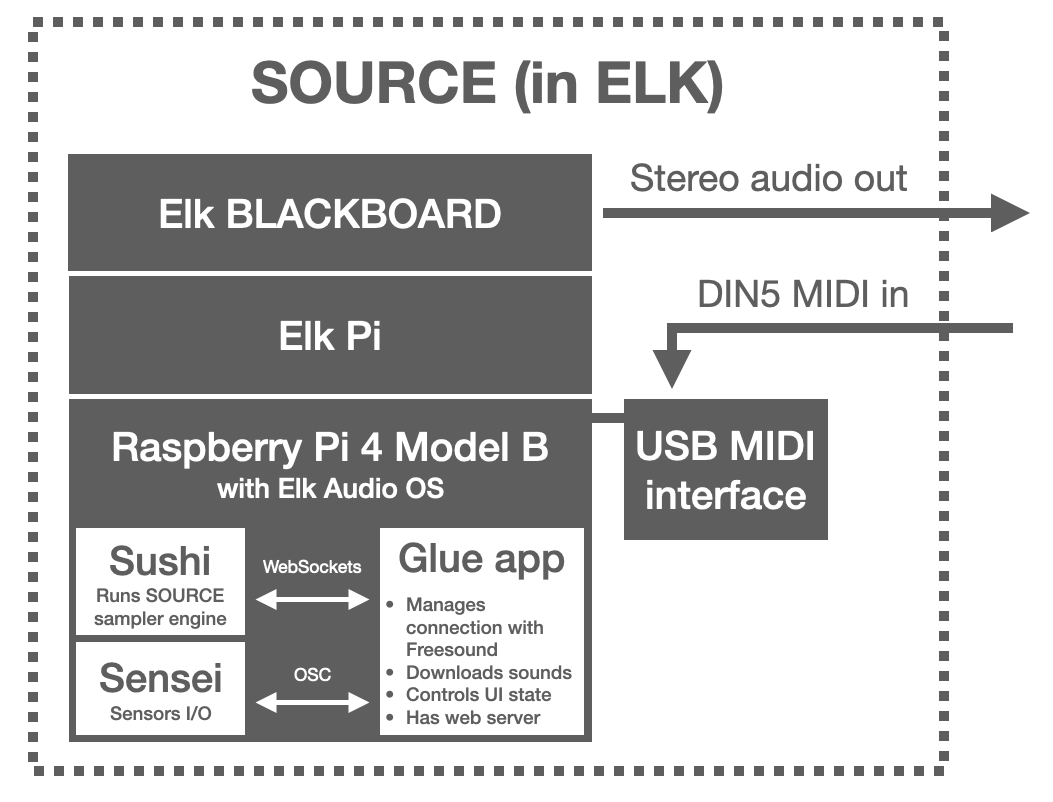 SOURCE (in ELK)
Elk BLACKBOARD
Stereo audio out
Elk Pi
DIN5 MIDI in
Raspberry Pi 4 Model B
with Elk Audio OS
USB MIDI
interface
Sushi
Runs SOURCE
sampler engine
WebSockets
Sensei
Sensors I/O
OSC
Glue app
• Manages
connection with
Freesound
• Downloads sounds
• Controls UI state
• Has web server